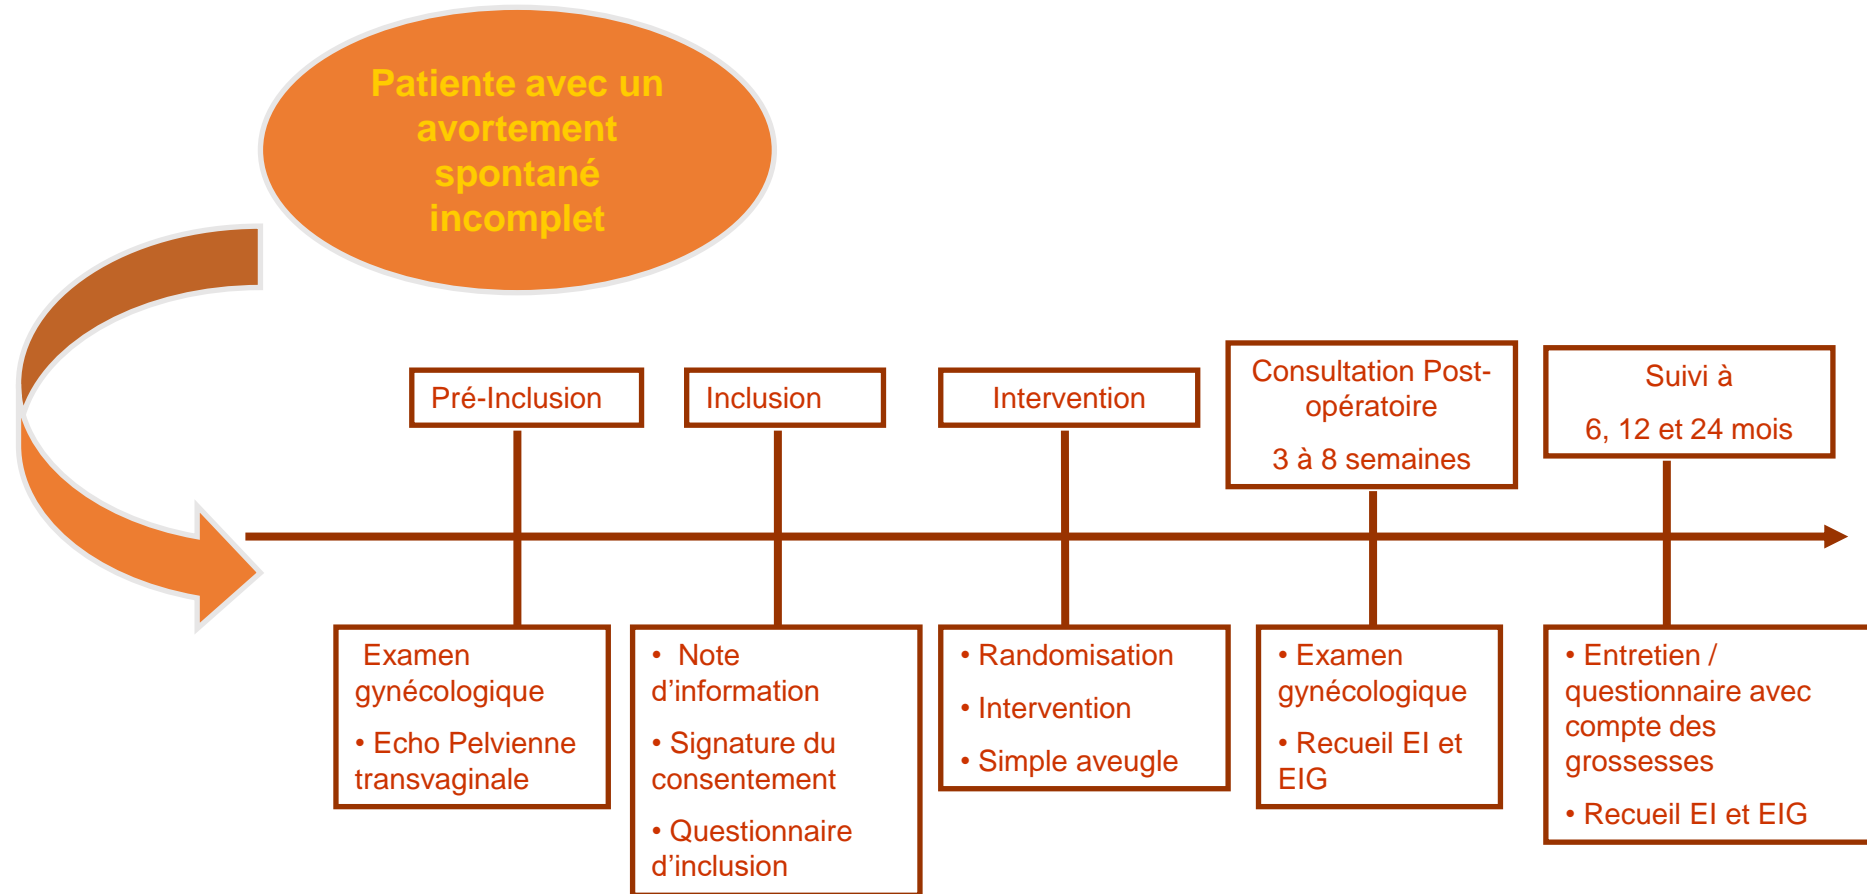 Patiente avec un
avortement
spontané
incomplet
Pré-Inclusion
Inclusion
Intervention
Consultation Post-
opératoire
3 à 8 semaines
Suivi à
6, 12 et 24 mois
Examen
gynécologique
• Echo Pelvienne
transvaginale
• Note
d’information
• Signature du
consentement
• Questionnaire
d’inclusion
• Randomisation
• Intervention
• Simple aveugle
• Examen
gynécologique
• Recueil EI et
EIG
• Entretien /
questionnaire avec
compte des
grossesses
• Recueil EI et EIG